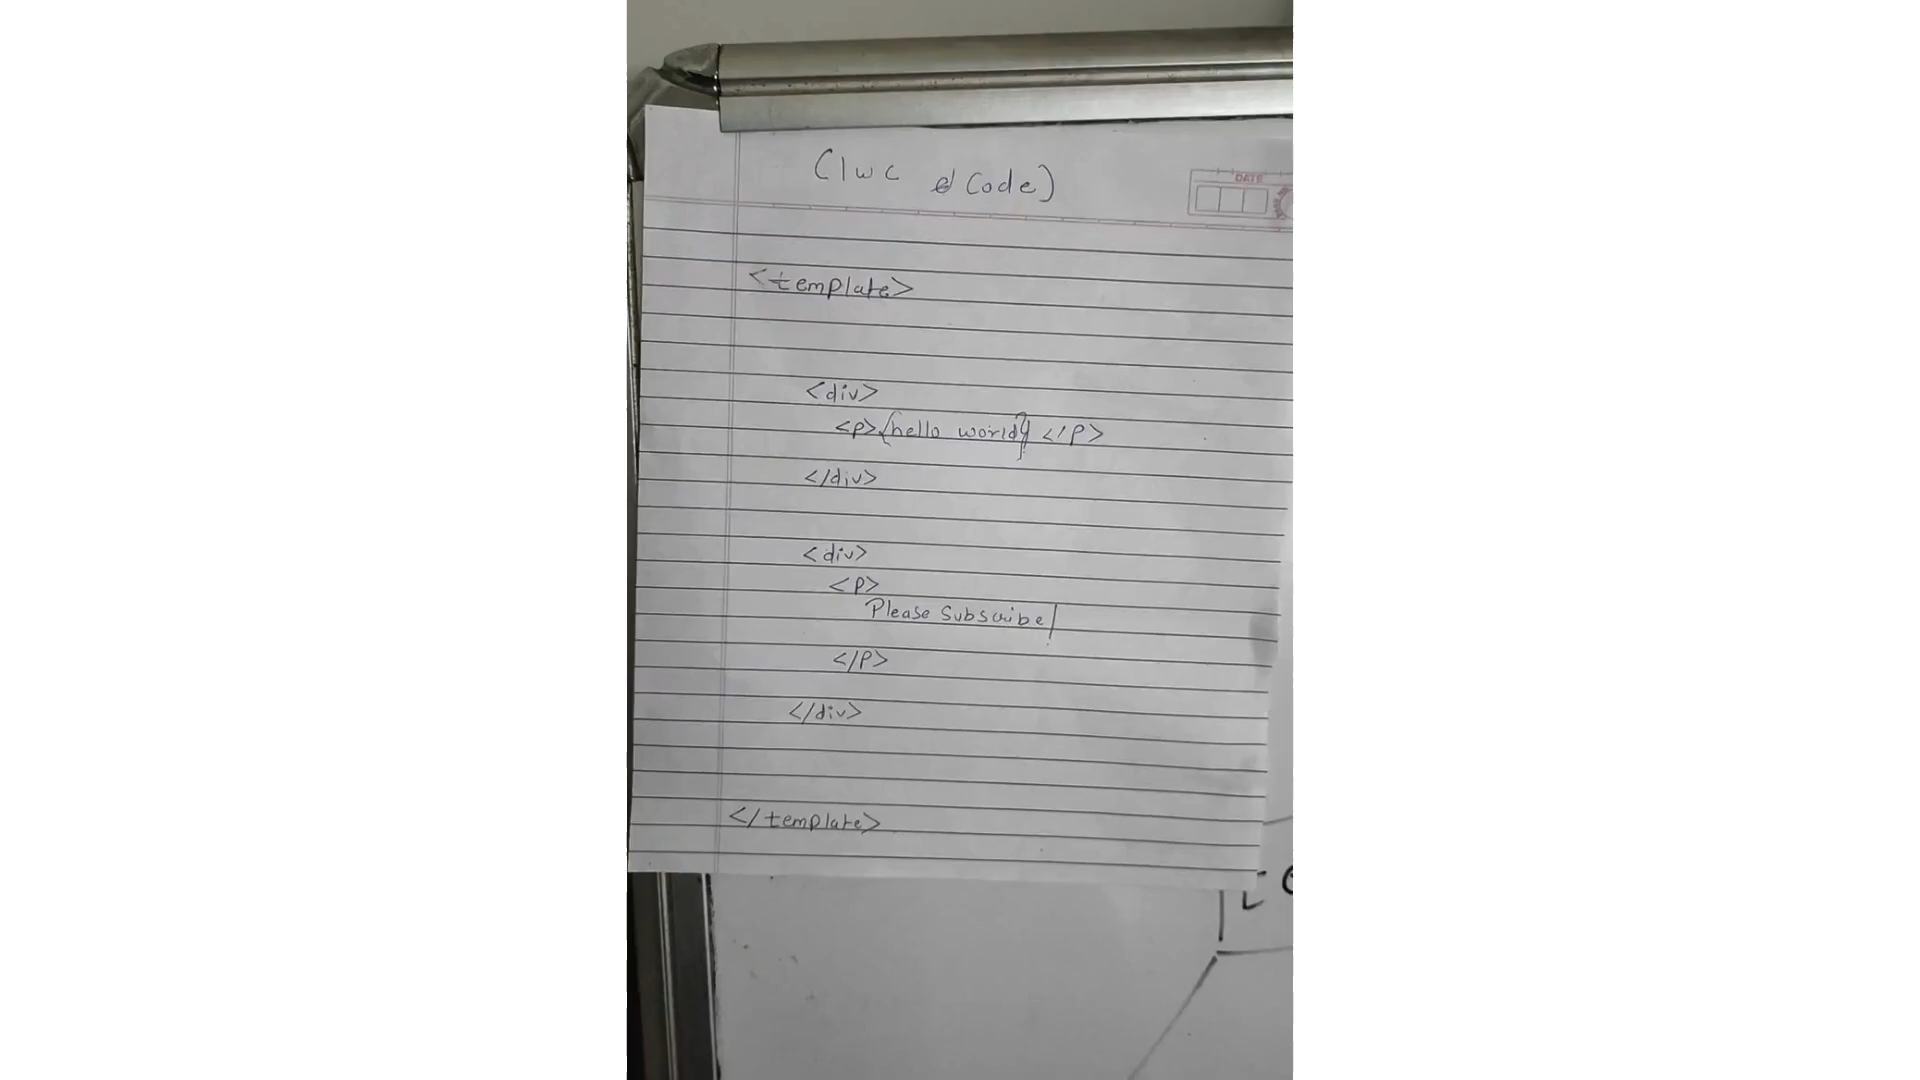 (lwc code)
DATE
<template>
<div>
<p>{hello world} </p>
</div>
<div>
<p>
Please Subscribe
</p>
</div>
</template>